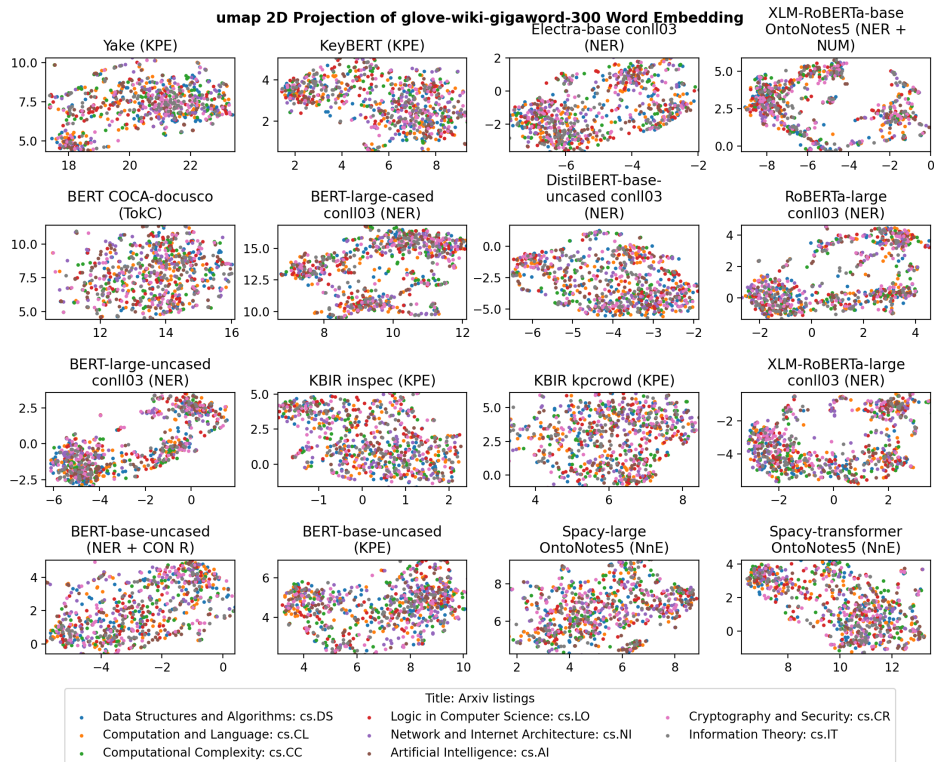 umap 2D Projection of glove-wiki-gigaword-300 Word Embedding
Yake (KPE)
10.0
7.5
5.0
18 20 22
KeyBERT (KPE)
4
2
2 4 6 8
Electra-base conll03
(NER)
2
0
−2
−6 −4 −2
XLM-RoBERTa-base
OntoNotes5 (NER +
NUM)
5.0
2.5
0.0
−8 −6 −4 −2 0
BERT COCA-docusco
(TokC)
10.0
7.5
5.0
12 14 16
BERT-large-cased
conll03 (NER)
15.0
12.5
10.0
8 10 12
DistilBERT-base-
uncased conll03
(NER)
0.0
−2.5
−5.0
−6 −5 −4 −3 −2
RoBERTa-large
conll03 (NER)
4
2
0
−2 0 2 4
BERT-large-uncased
conll03 (NER)
2.5
0.0
−2.5
−6 −4 −2 0
KBIR inspec (KPE)
5.0
2.5
0.0
−1 0 1 2
KBIR kpcrowd (KPE)
5.0
2.5
0.0
4 6 8
XLM-RoBERTa-large
conll03 (NER)
−2
−4
−2 0 2
BERT-base-uncased
(NER + CON R)
4
2
0
−4 −2 0
BERT-base-uncased
(KPE)
6
4
4 6 8 10
Spacy-large
OntoNotes5 (NnE)
8
6
2 4 6 8
Spacy-transformer
OntoNotes5 (NnE)
4
2
0
8 10 12
Title: Arxiv listings
Data Structures and Algorithms: cs.DS
Computation and Language: cs.CL
Computational Complexity: cs.CC
Logic in Computer Science: cs.LO
Network and Internet Architecture: cs.NI
Artificial Intelligence: cs.AI
Cryptography and Security: cs.CR
Information Theory: cs.IT